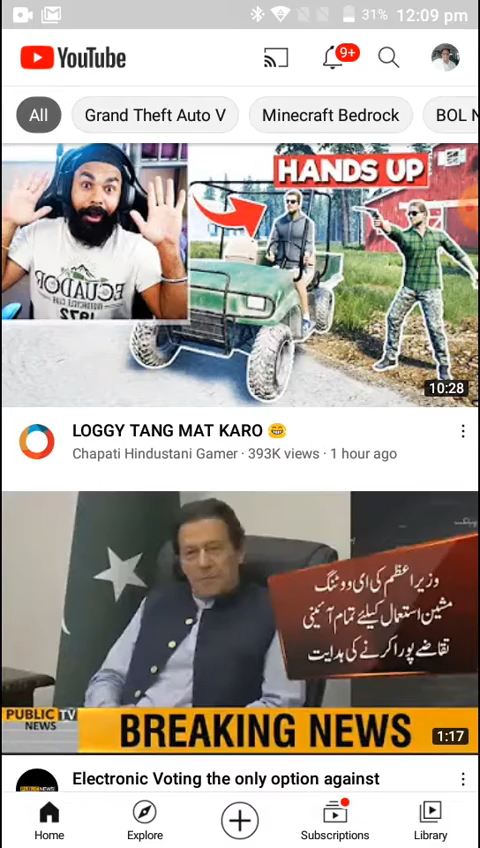 31% 12:09 pm
YouTube
9+
All
Grand Theft Auto V
Minecraft Bedrock
BOL N
HANDS UP
ECUADOR
1972
10:28
LOGGY TANG MAT KARO 😂
Chapati Hindustani Gamer · 393K views · 1 hour ago
وزیراعظم کی ای ووٹنگ
مشین استعمال کیلئے تمام آئینی
تقاضے پورا کرنے کی ہدایت
PUBLIC TV
NEWS
BREAKING NEWS
1:17
Electronic Voting the only option against
Home
Explore
Subscriptions
Library